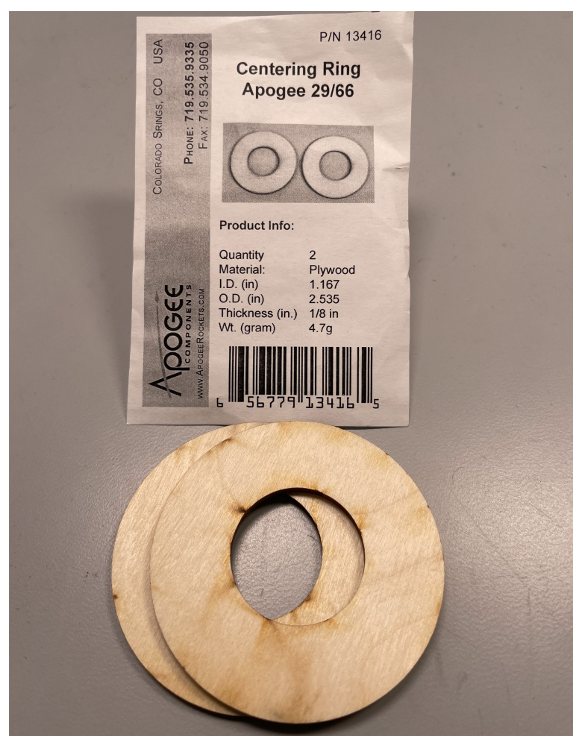 P/N 13416
Centering Ring
Apogee 29/66
Product Info:
Quantity 2
Material: Plywood
I.D. (in) 1.167
O.D. (in) 2.535
Thickness (in.) 1/8 in
Wt. (gram) 4.7g
6 56779 13416 5
COLORADO SRINGS, CO USA
PHONE: 719.535.9335
FAX: 719.534.9050
APOGEE
COMPONENTS
WWW.APOGEEROCKETS.COM